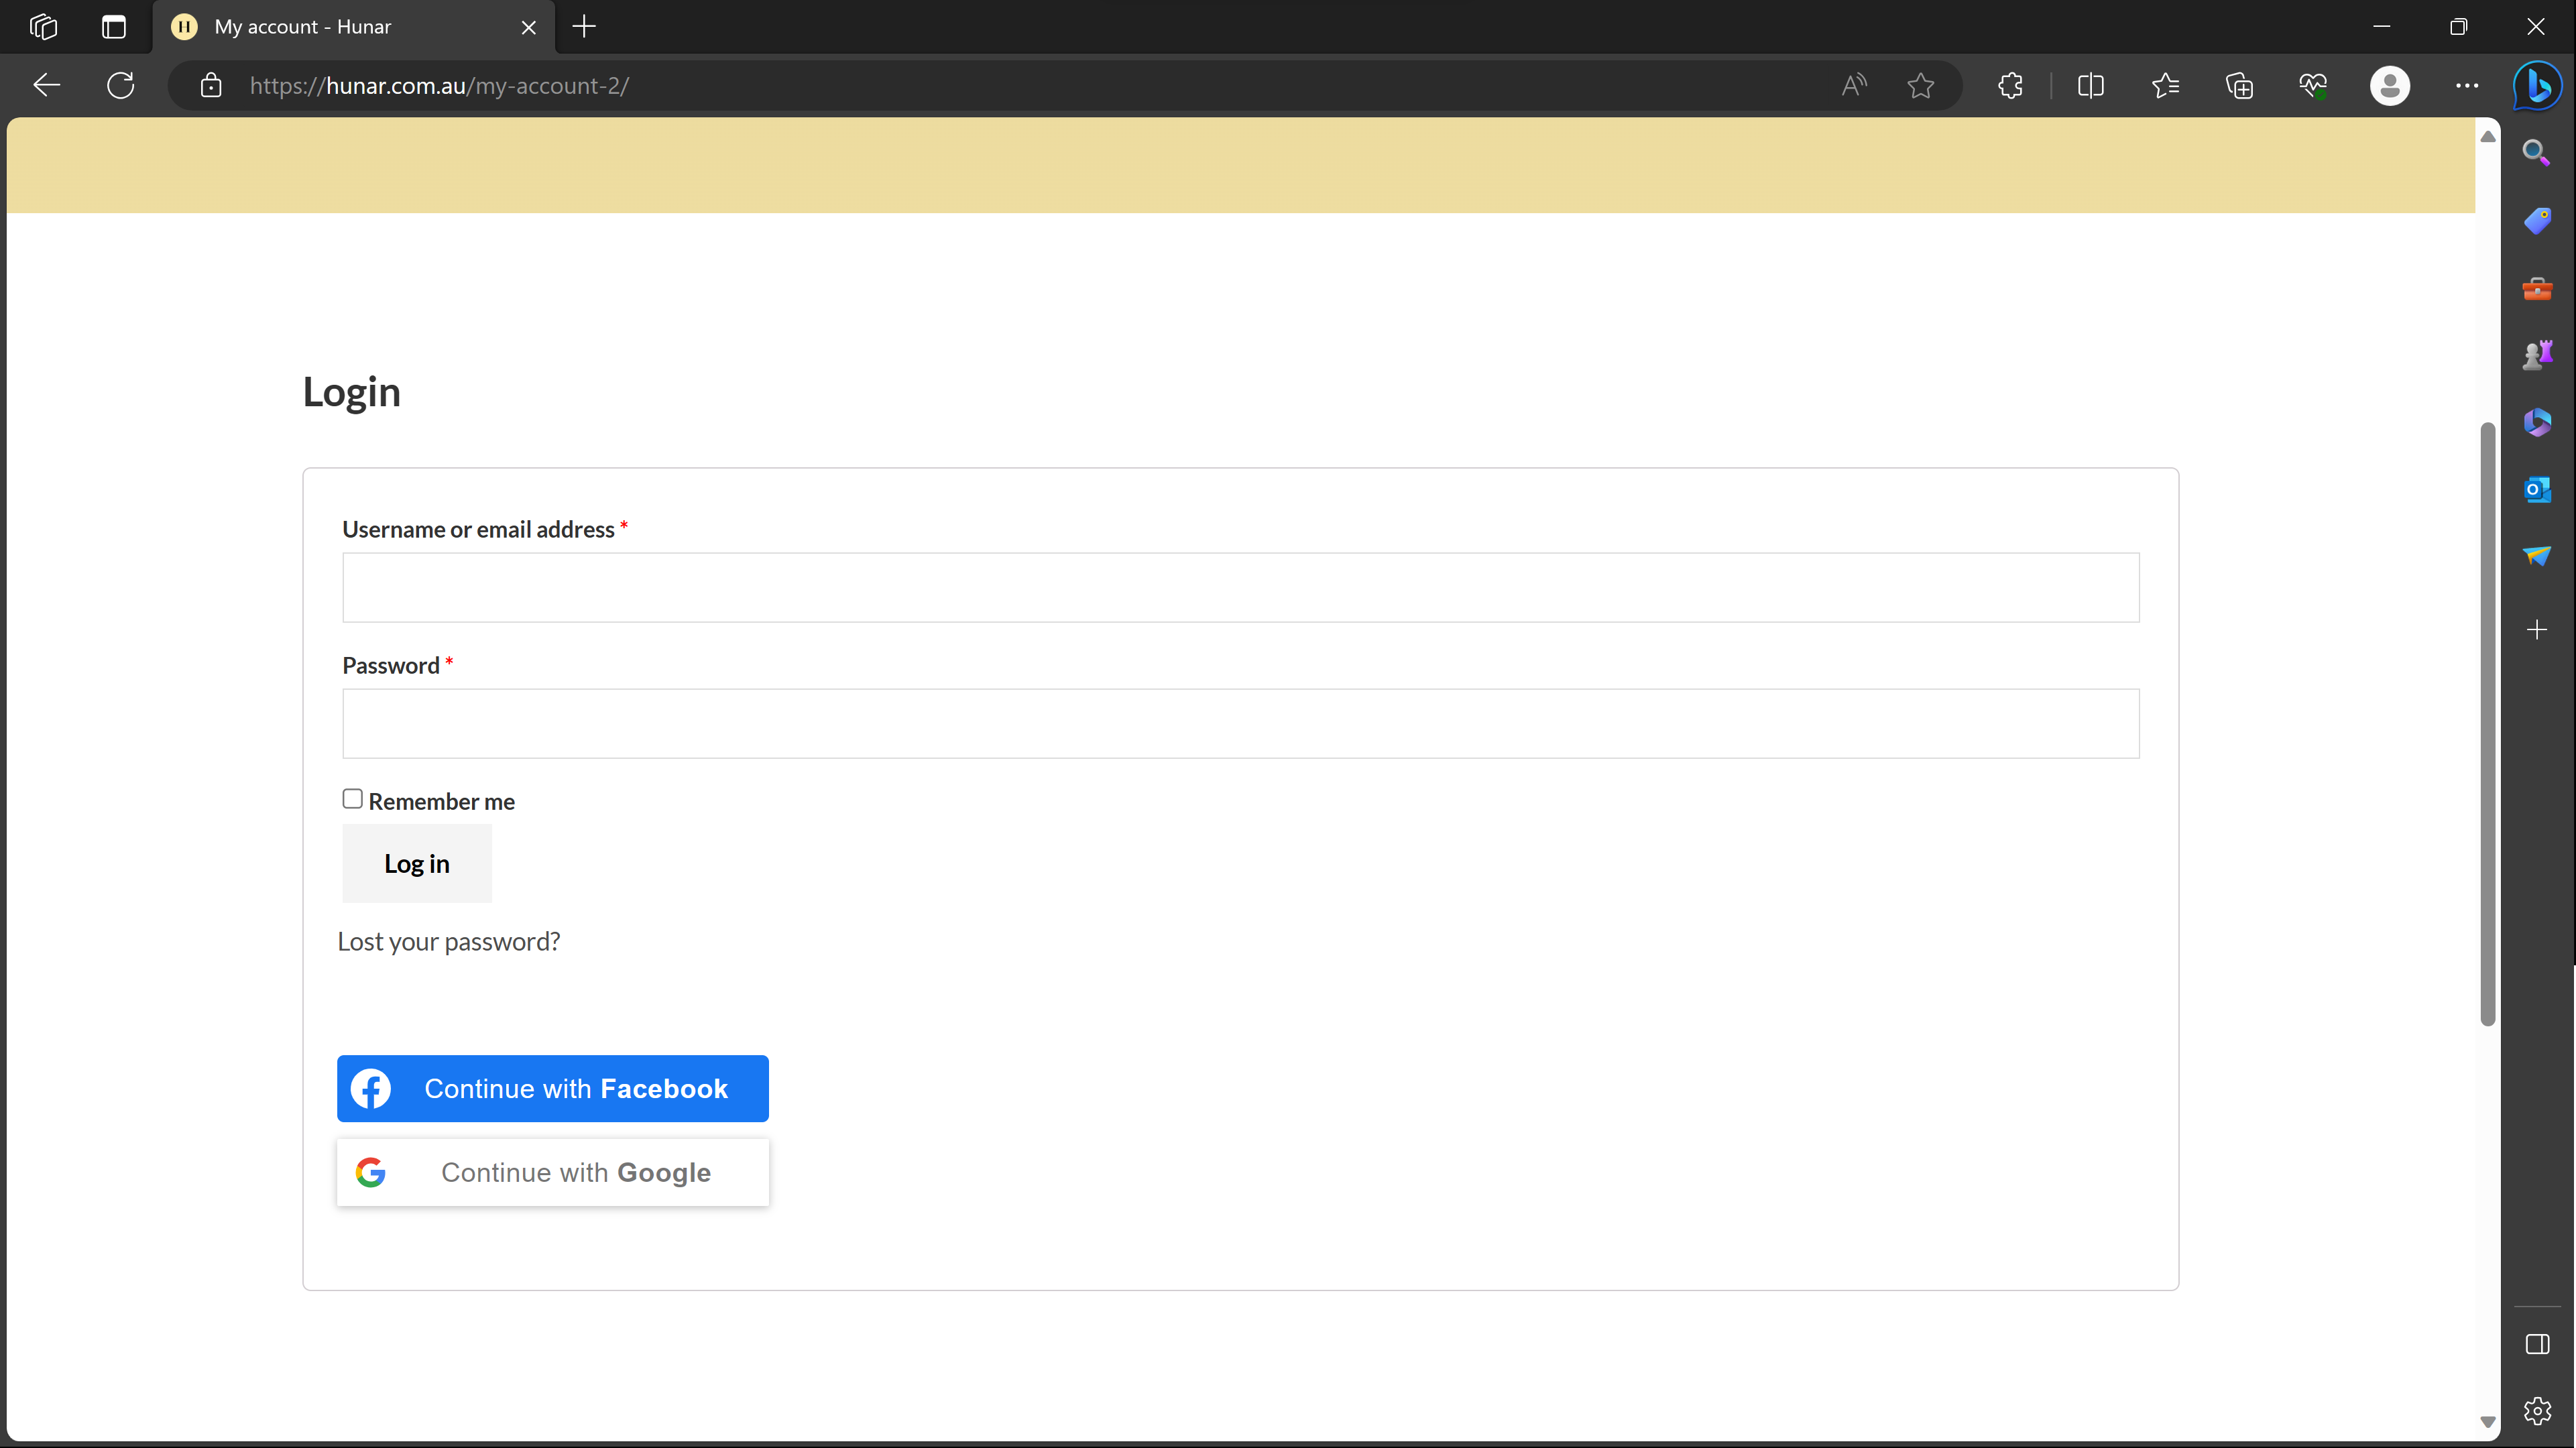 H My account - Hunar
https://hunar.com.au/my-account-2/
Login
Username or email address *
Password *
Remember me
Log in
Lost your password?
Continue with Facebook
Continue with Google